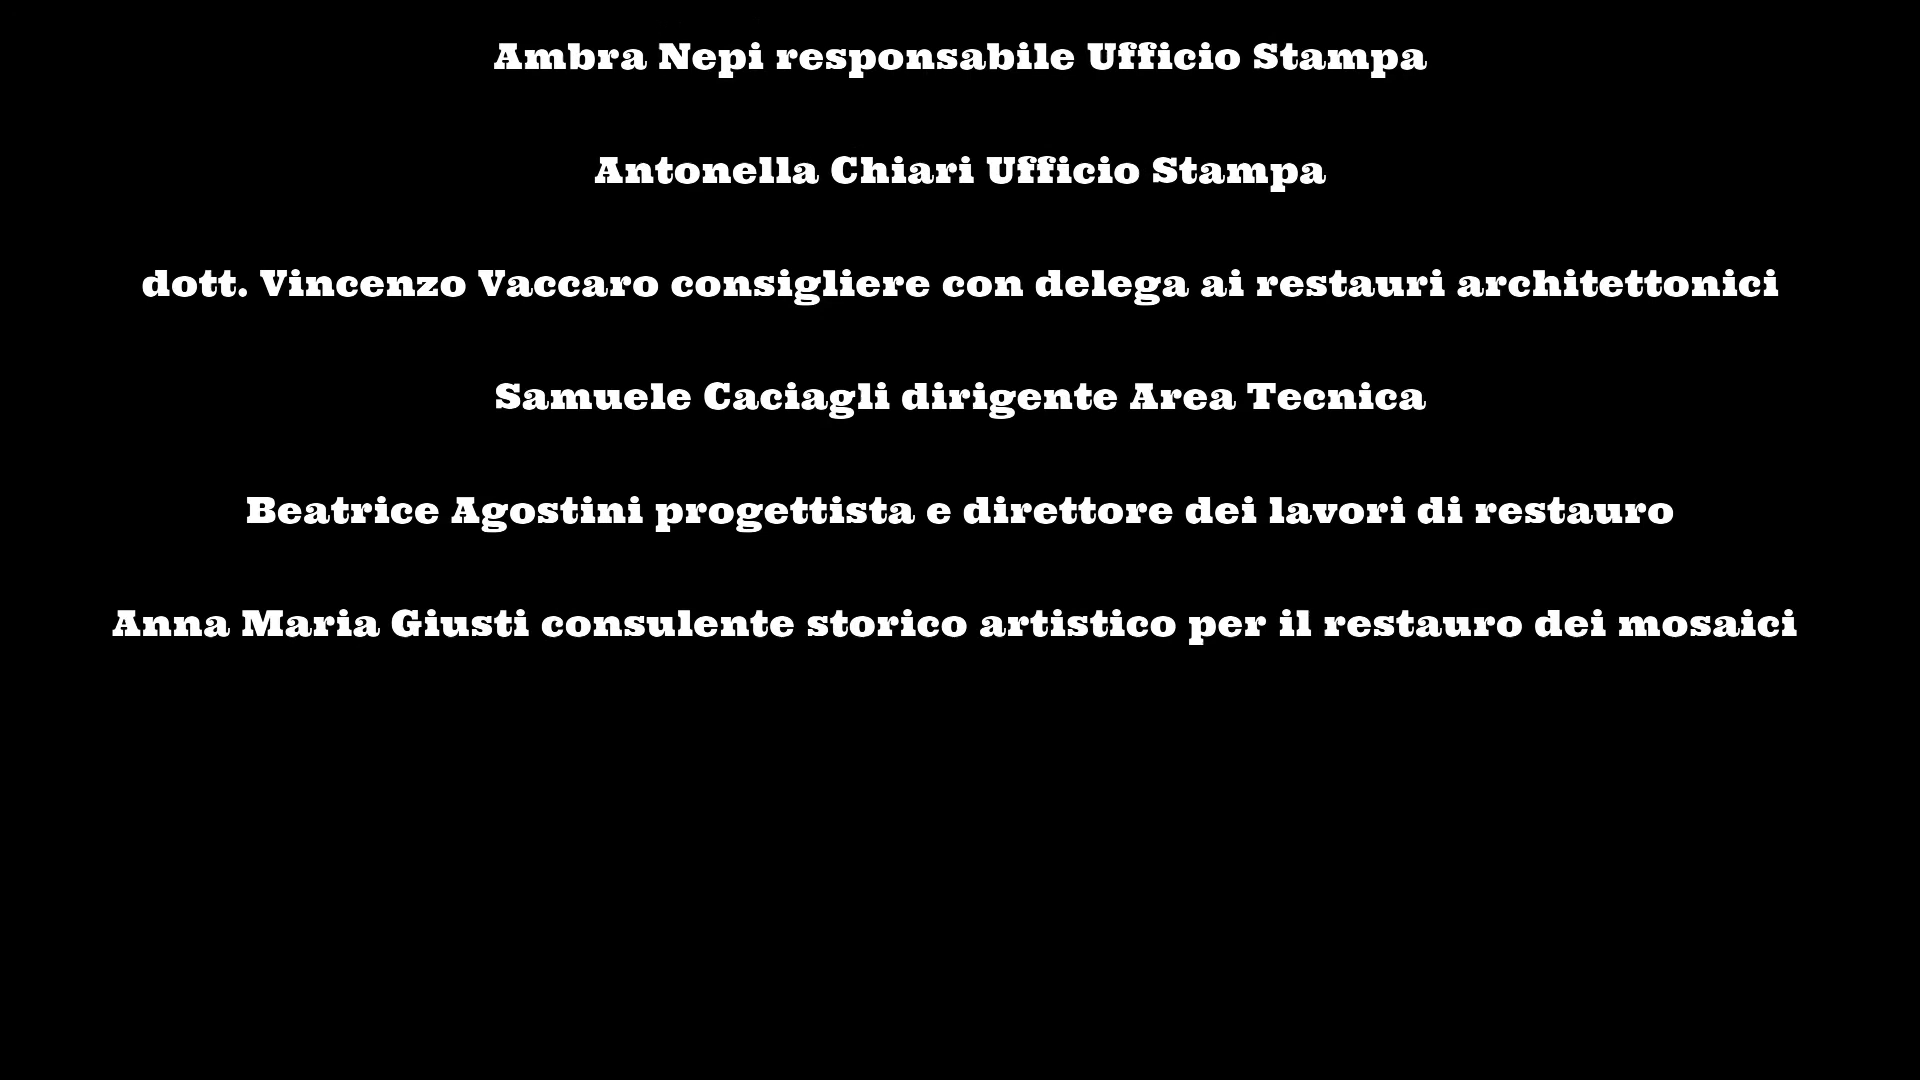 Ambra Nepi responsabile Ufficio Stampa
Antonella Chiari Ufficio Stampa
dott. Vincenzo Vaccaro consigliere con delega ai restauri architettonici
Samuele Caciagli dirigente Area Tecnica
Beatrice Agostini progettista e direttore dei lavori di restauro
Anna Maria Giusti consulente storico artistico per il restauro dei mosaici